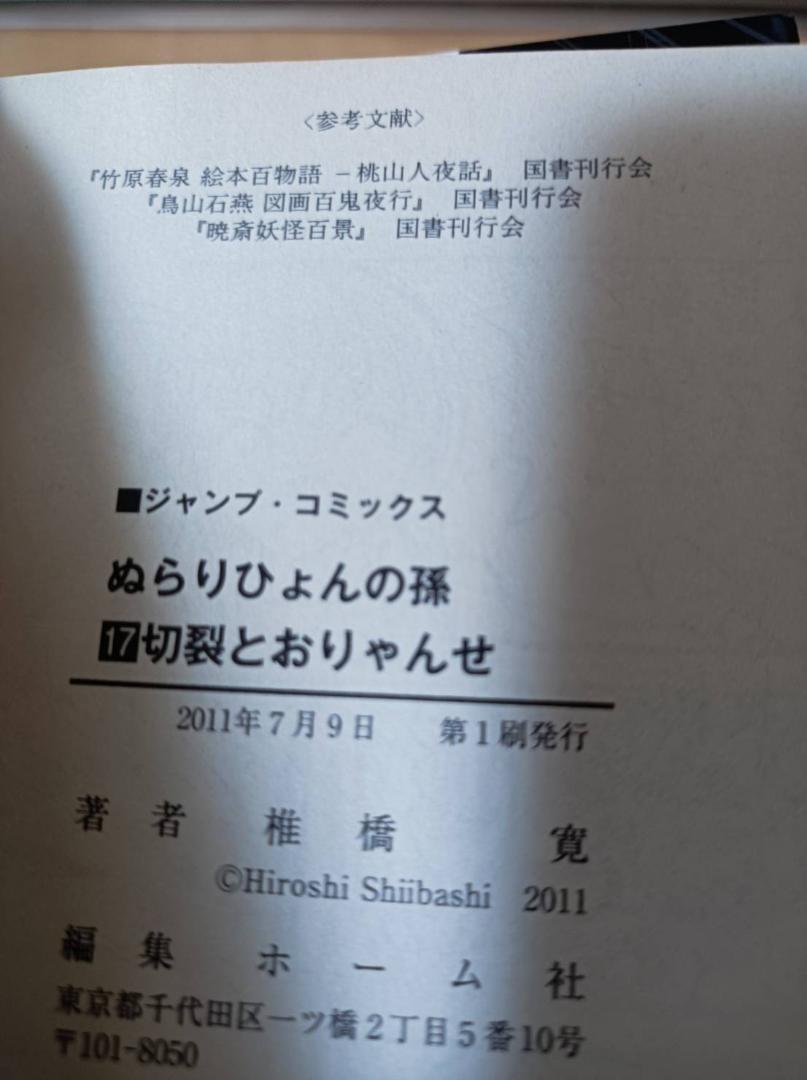 〈参考文献〉
『竹原春泉 絵本百物語 －桃山人夜話』 国書刊行会
『鳥山石燕 図画百鬼夜行』 国書刊行会
『暁斎妖怪百景』 国書刊行会
■ジャンプ・コミックス
ぬらりひょんの孫
17切裂とおりゃんせ
2011年7月9日 第1刷発行
著者 椎橋 寛
©Hiroshi Shiibashi 2011
編集 ホーム社
東京都千代田区一ツ橋2丁目5番10号
〒101-8050